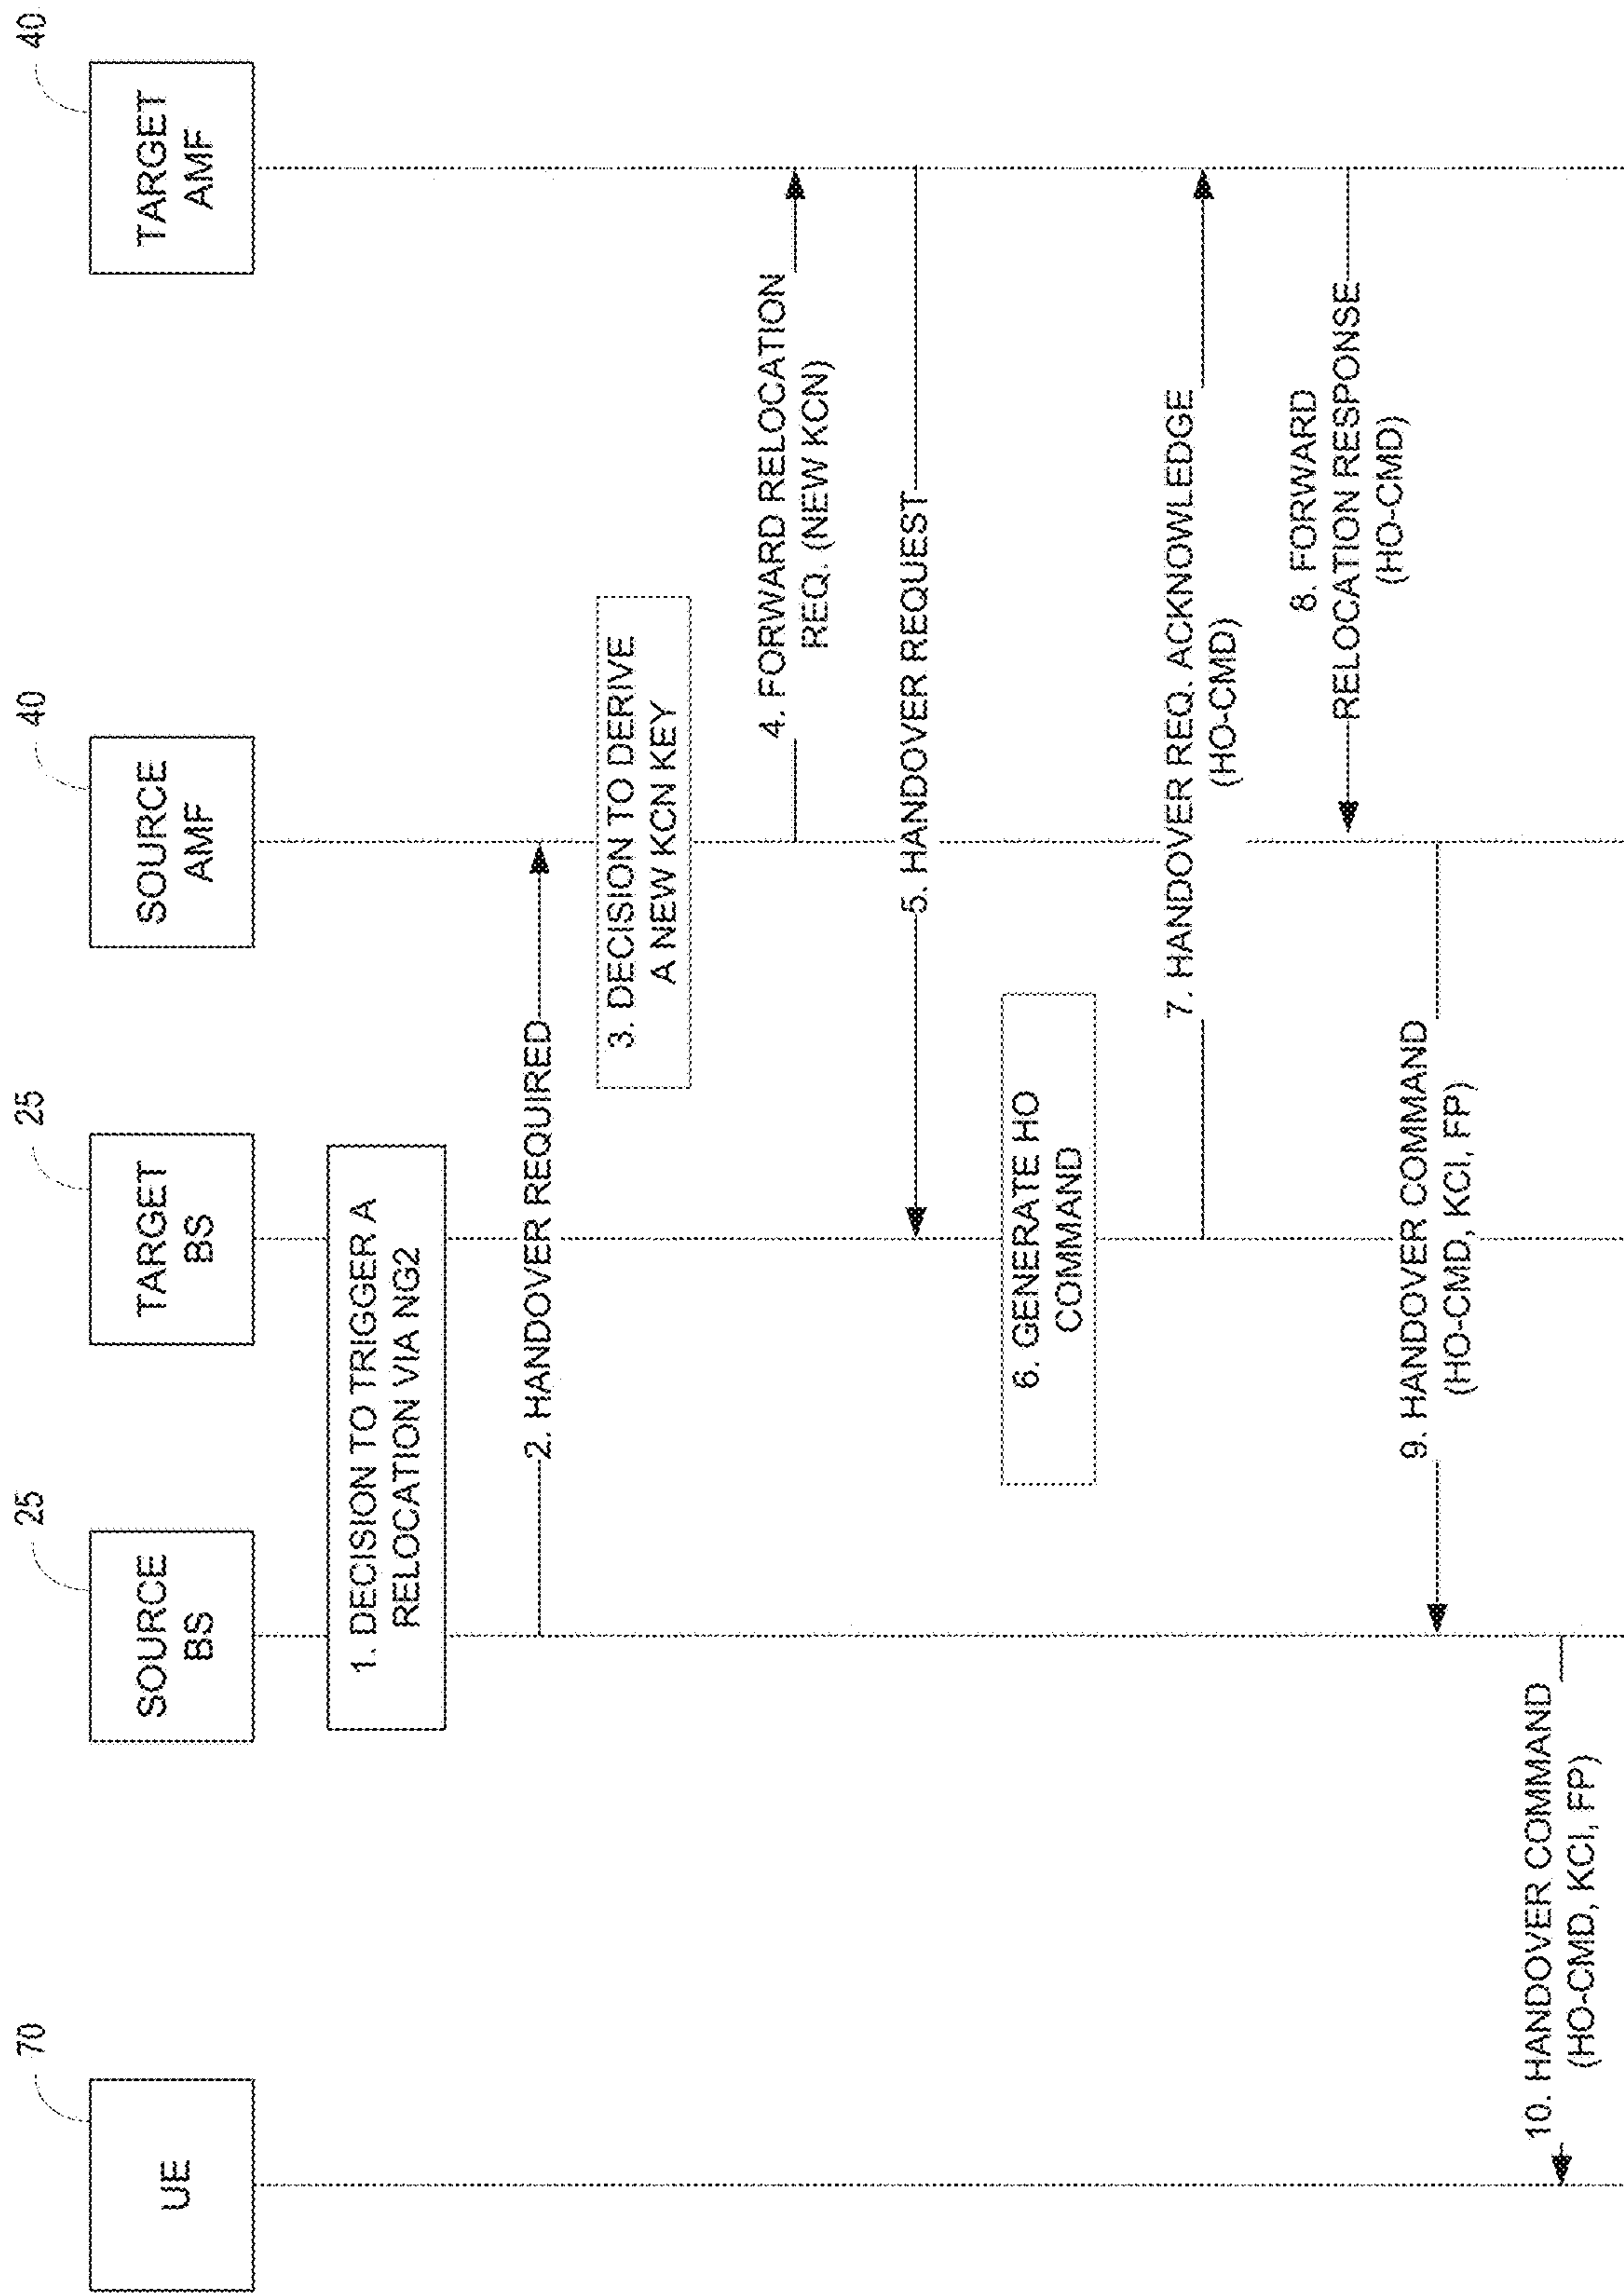 70
UE
25
SOURCE
BS
25
TARGET
BS
40
SOURCE
AMF
40
TARGET
AMF
1. DECISION TO TRIGGER A
RELOCATION VIA NG2
2. HANDOVER REQUIRED
3. DECISION TO DERIVE
A NEW KCN KEY
4. FORWARD RELOCATION
REQ. (NEW KCN)
5. HANDOVER REQUEST
6. GENERATE HO
COMMAND
7. HANDOVER REQ. ACKNOWLEDGE
(HO-CMD)
8. FORWARD
RELOCATION RESPONSE
(HO-CMD)
9. HANDOVER COMMAND
(HO-CMD, KCI, FP)
10. HANDOVER COMMAND
(HO-CMD, KCI, FP)